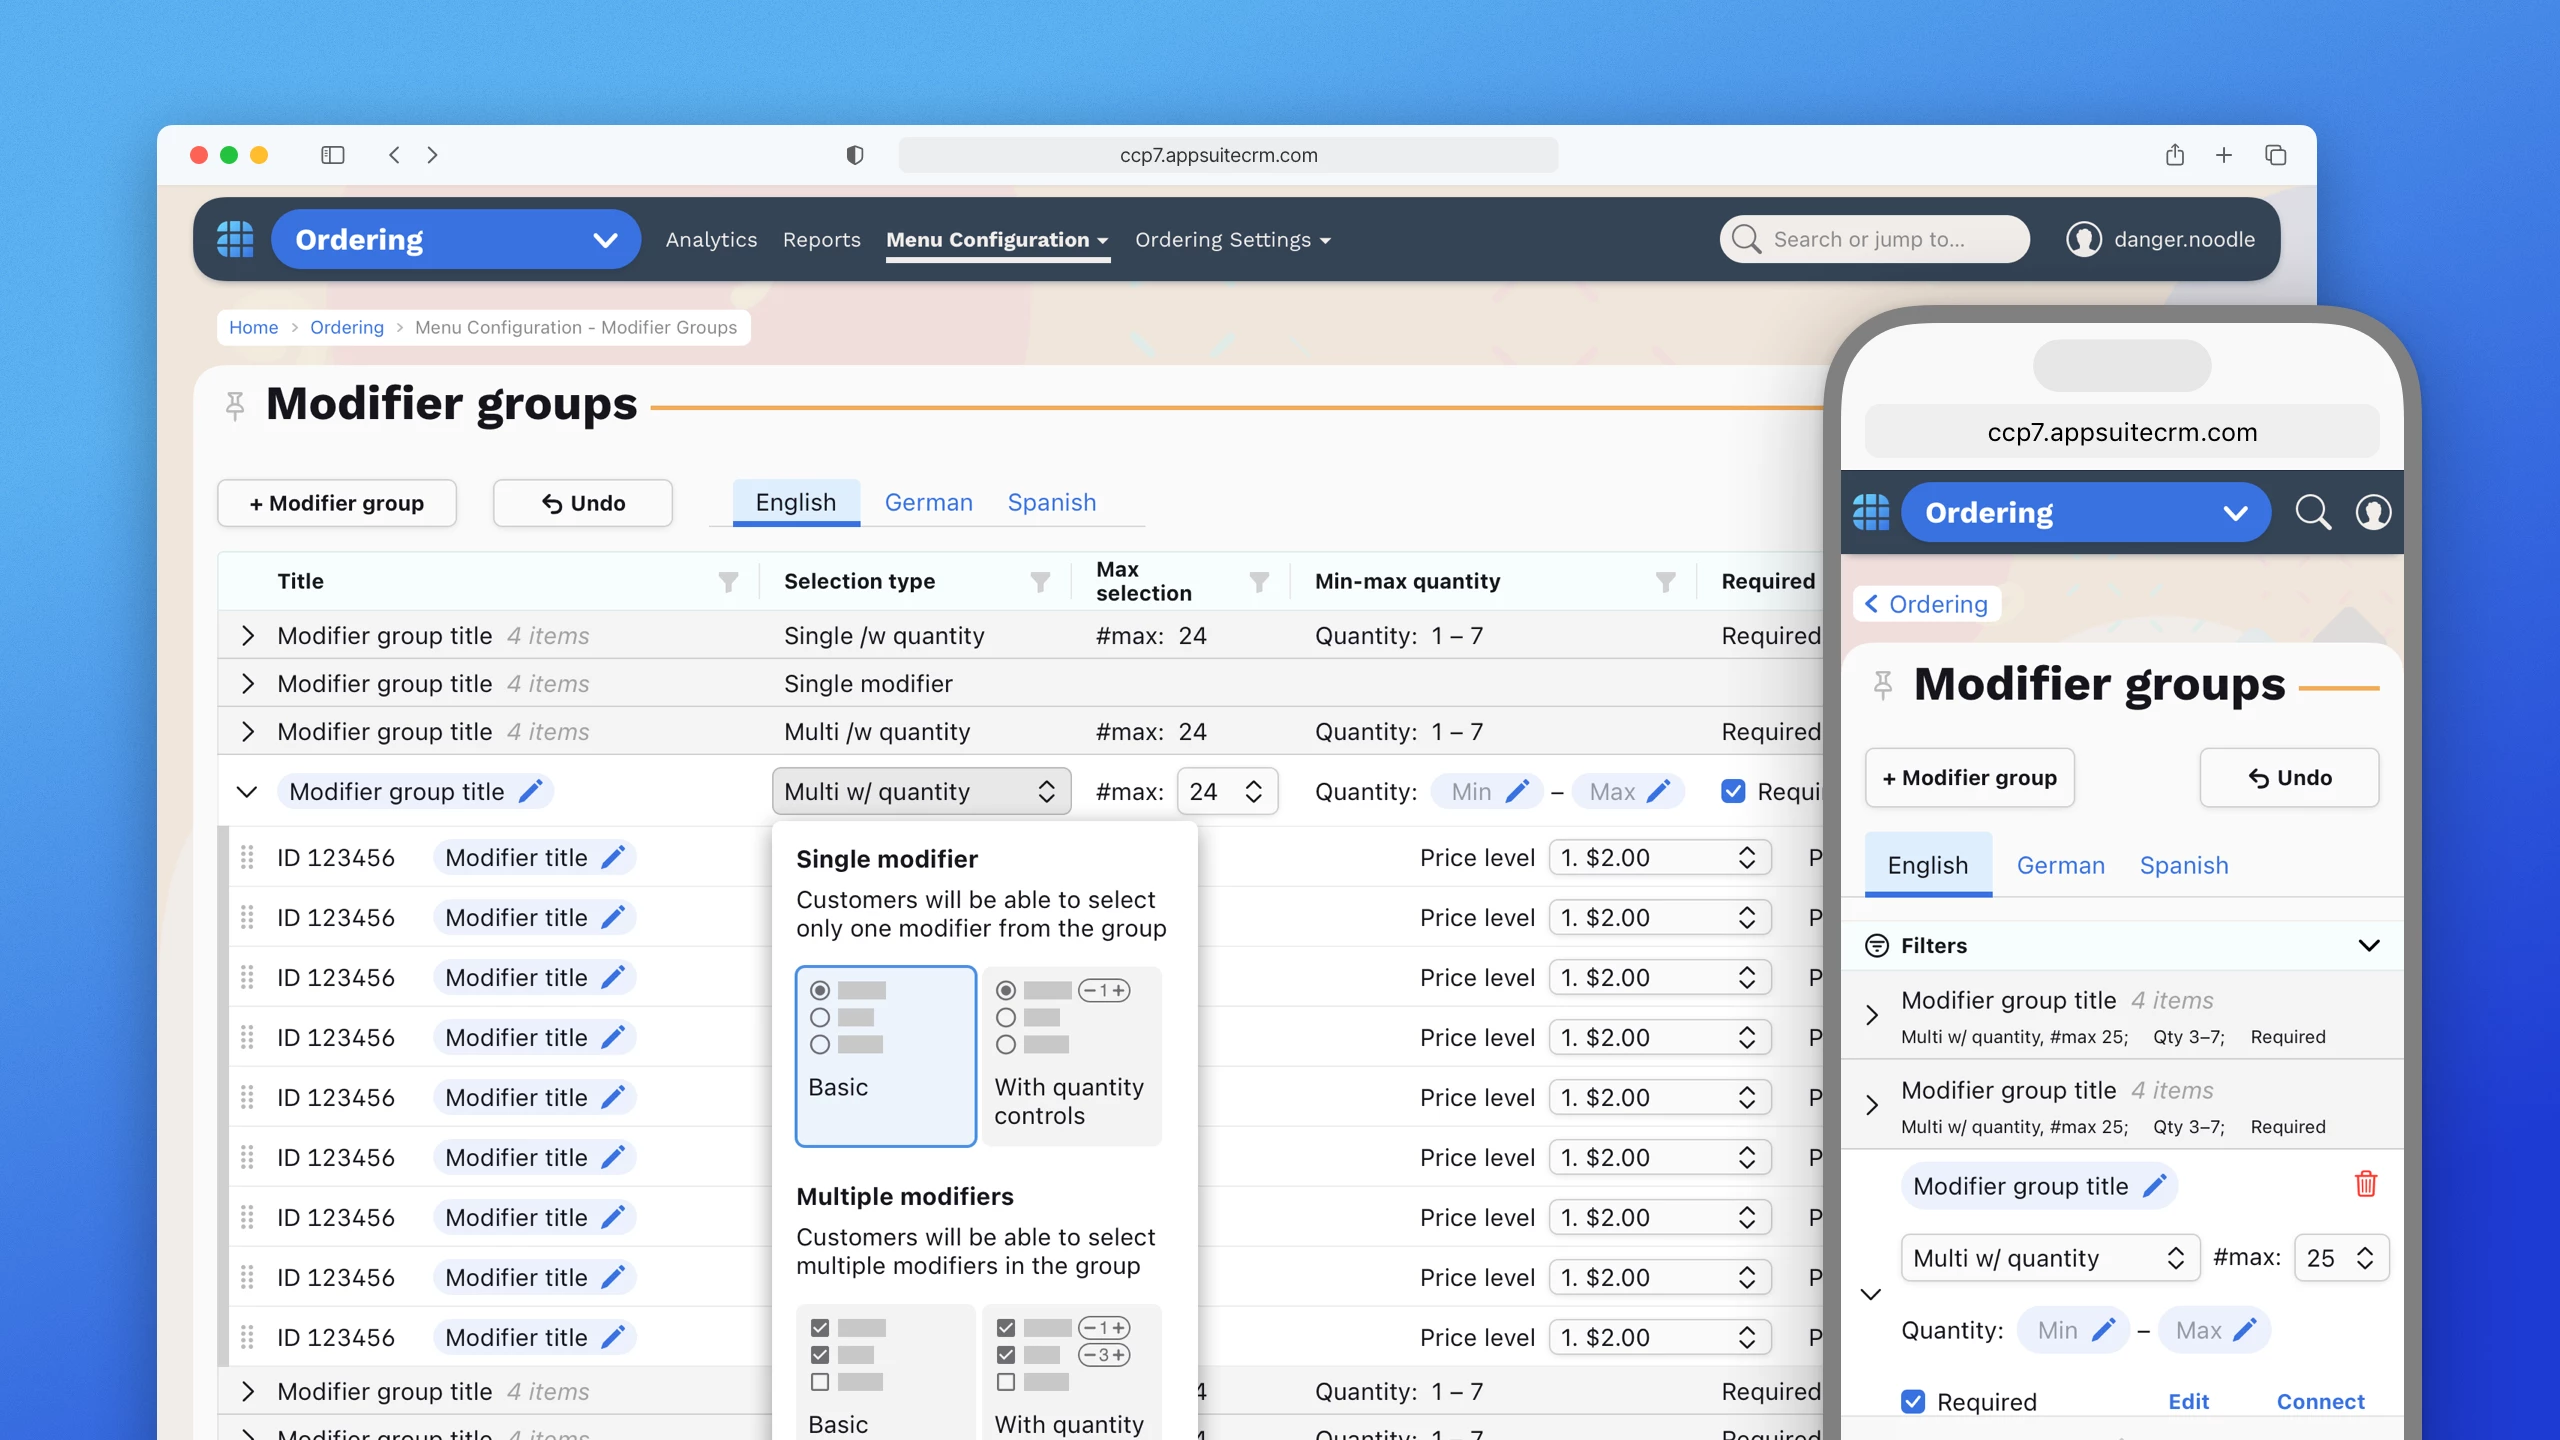 ccp7.appsuitecrm.com
Ordering
Analytics
Reports
Menu Configuration
Ordering Settings
Search or jump to...
danger.noodle
Home > Ordering > Menu Configuration - Modifier Groups
Modifier groups
+ Modifier group
Undo
English
German
Spanish
Title
Selection type
Max selection
Min-max quantity
Required
Modifier group title 4 items Single /w quantity #max: 24 Quantity: 1 – 7 Required
Modifier group title 4 items Single modifier
Modifier group title 4 items Multi /w quantity #max: 24 Quantity: 1 – 7 Required
Modifier group title Multi w/ quantity #max: 24 Quantity: Min – Max Requi
ID 123456 Modifier title Price level 1. $2.00 P
ID 123456 Modifier title Price level 1. $2.00 P
ID 123456 Modifier title Price level 1. $2.00 P
ID 123456 Modifier title Price level 1. $2.00 P
ID 123456 Modifier title Price level 1. $2.00 P
ID 123456 Modifier title Price level 1. $2.00 P
ID 123456 Modifier title Price level 1. $2.00 P
ID 123456 Modifier title Price level 1. $2.00 P
ID 123456 Modifier title Price level 1. $2.00 P
Modifier group title 4 items 4 Quantity: 1 – 7 Required
Modifier group title 4 items Quantity: 1 – 7 Required
Single modifier
Customers will be able to select
only one modifier from the group
− 1 +
Basic
With quantity
controls
Multiple modifiers
Customers will be able to select
multiple modifiers in the group
− 1 +
− 3 +
Basic
With quantity
ccp7.appsuitecrm.com
Ordering
Ordering
Modifier groups
+ Modifier group
Undo
English
German
Spanish
Filters
Modifier group title 4 items
Multi w/ quantity, #max 25; Qty 3–7; Required
Modifier group title 4 items
Multi w/ quantity, #max 25; Qty 3–7; Required
Modifier group title
Multi w/ quantity #max: 25
Quantity: Min – Max
Required Edit Connect